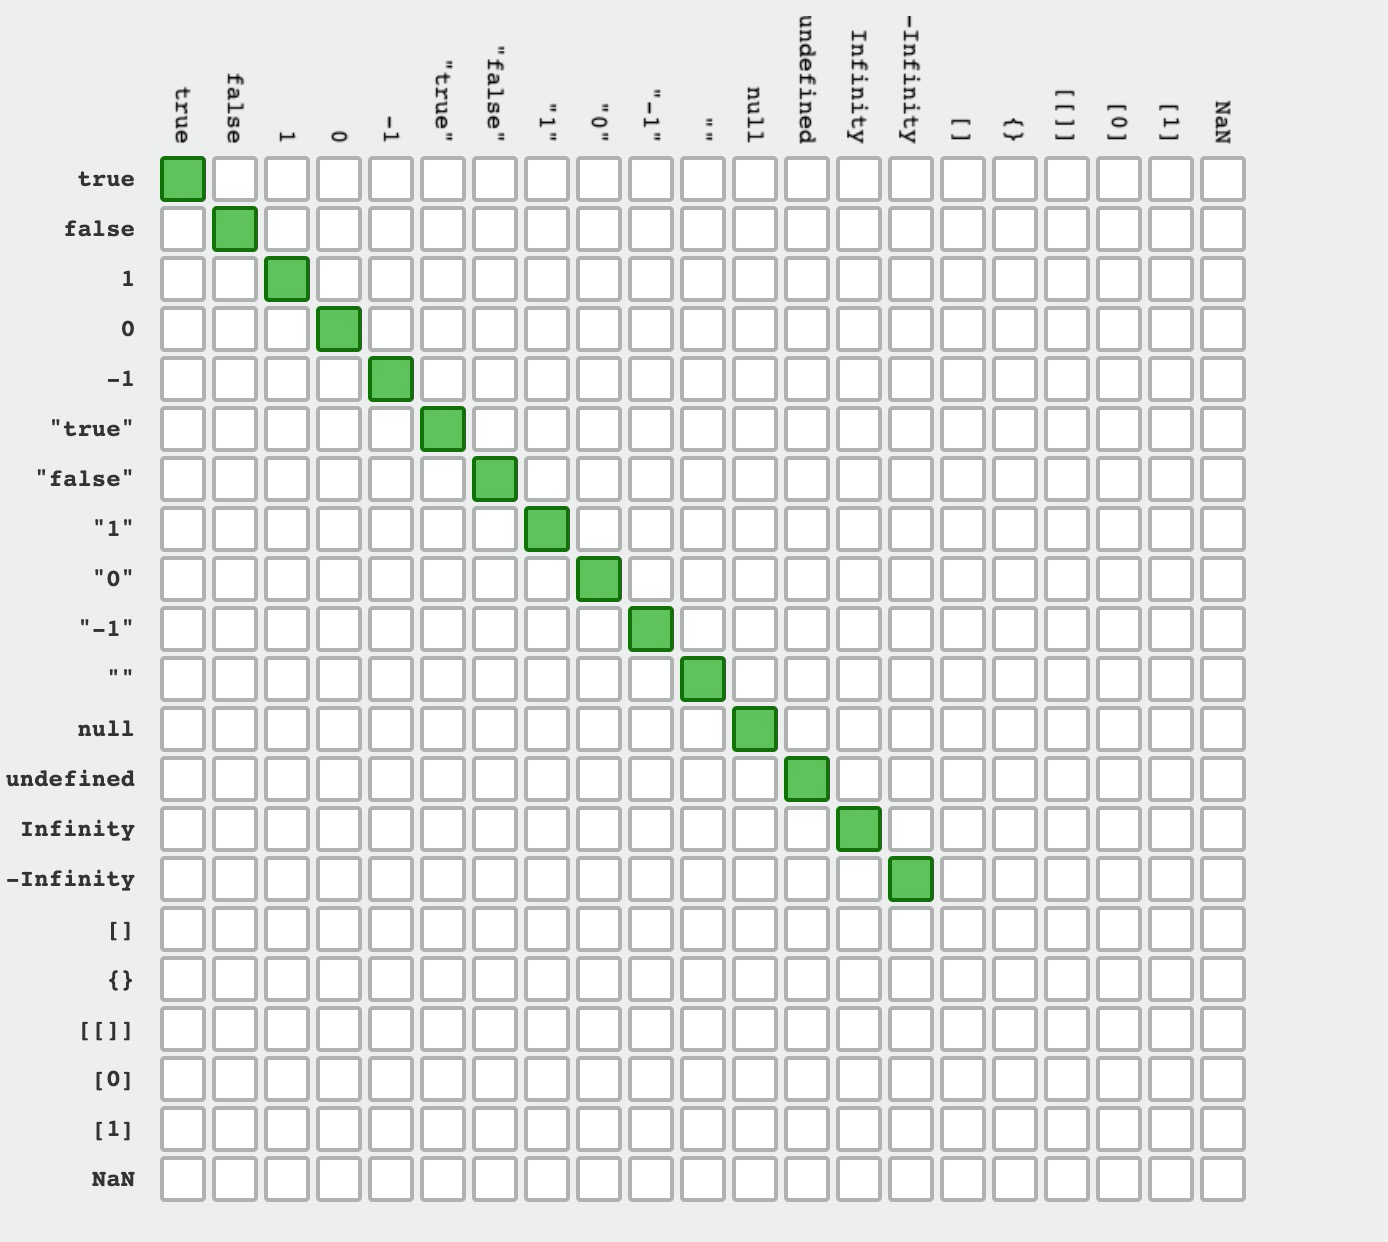 true
false
1
0
-1
"true"
"false"
"1"
"0"
"-1"
""
null
undefined
Infinity
-Infinity
[]
{}
[[]]
[0]
[1]
NaN
true
false
1
0
-1
"true"
"false"
"1"
"0"
"-1"
""
null
undefined
Infinity
-Infinity
[]
{}
[[]]
[0]
[1]
NaN